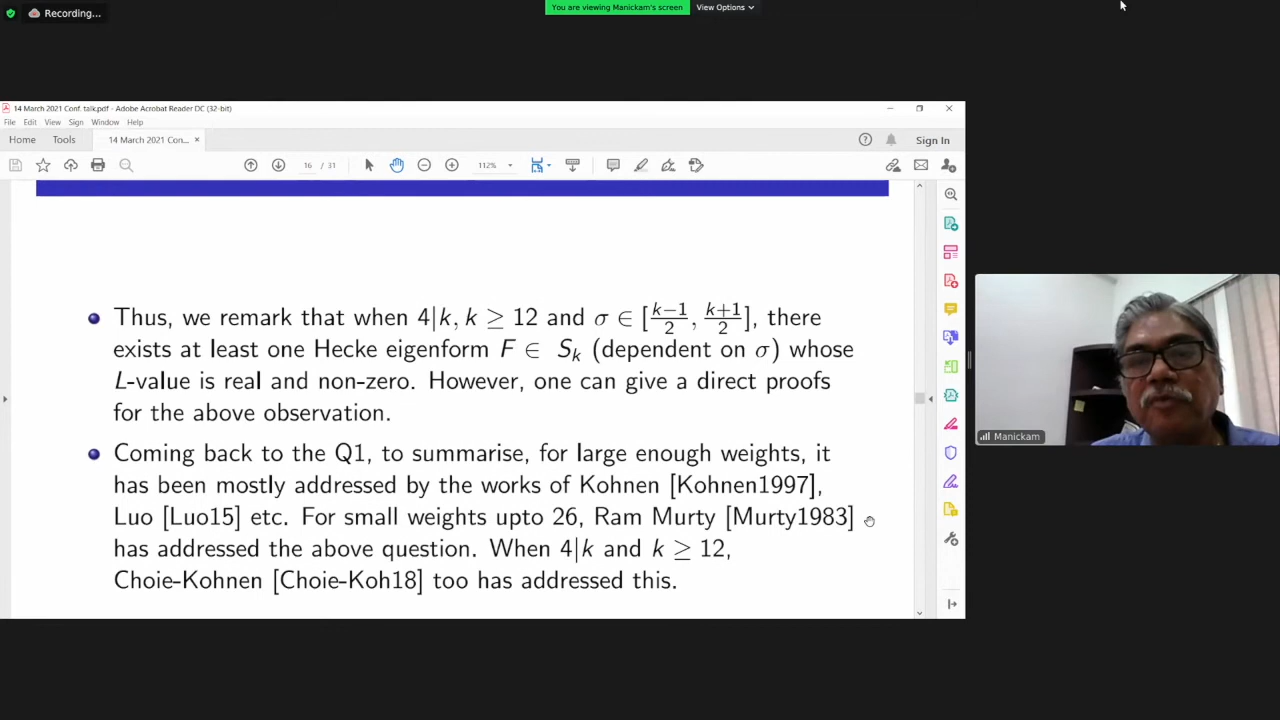 Recording...
You are viewing Manickam's screen
View Options
14 March 2021 Conf. talk.pdf - Adobe Acrobat Reader DC (32-bit)
File Edit View Sign Window Help
Home Tools 14 March 2021 Con... × Sign In
16 / 31 112%
Thus, we remark that when 4|k, k ≥ 12 and σ ∈ [k−1/2, k+1/2], there
exists at least one Hecke eigenform F ∈ S_k (dependent on σ) whose
L-value is real and non-zero. However, one can give a direct proofs
for the above observation.
Coming back to the Q1, to summarise, for large enough weights, it
has been mostly addressed by the works of Kohnen [Kohnen1997],
Luo [Luo15] etc. For small weights upto 26, Ram Murty [Murty1983]
has addressed the above question. When 4|k and k ≥ 12,
Choie-Kohnen [Choie-Koh18] too has addressed this.
Manickam